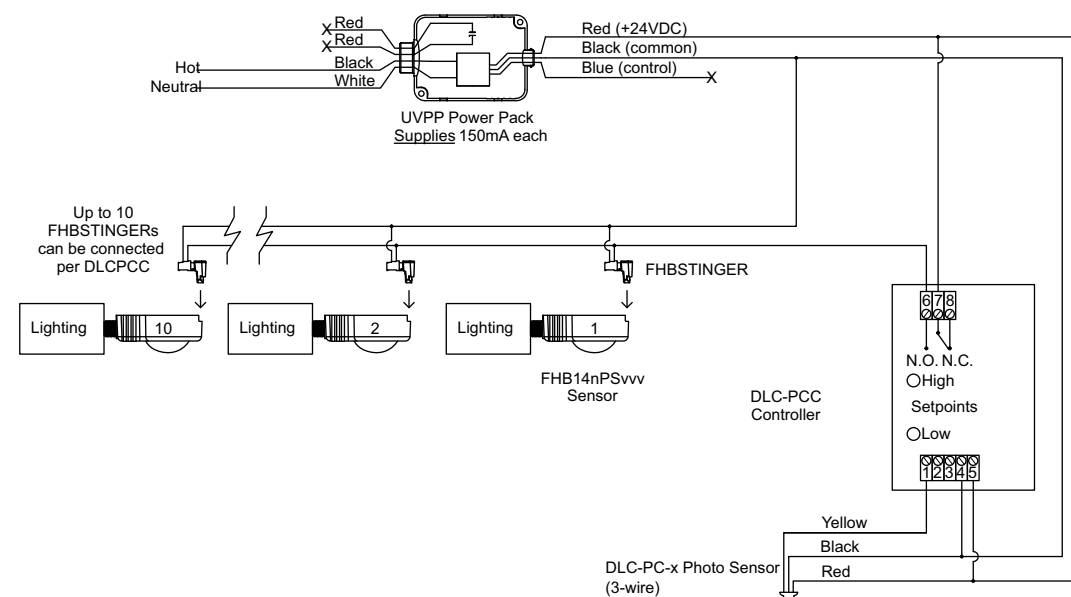 Red
Red
Black
White
Hot
Neutral
X
X
Red (+24VDC)
Black (common)
Blue (control)
X
UVPP Power Pack
Supplies 150mA each
Up to 10
FHBSTINGERs
can be connected
per DLCPCC
FHBSTINGER
Lighting
10
Lighting
2
Lighting
1
FHB14nPSvvv
Sensor
DLC-PCC
Controller
6 7 8
N.O. N.C.
High
Setpoints
Low
1 2 3 4 5
Yellow
Black
Red
DLC-PC-x Photo Sensor
(3-wire)